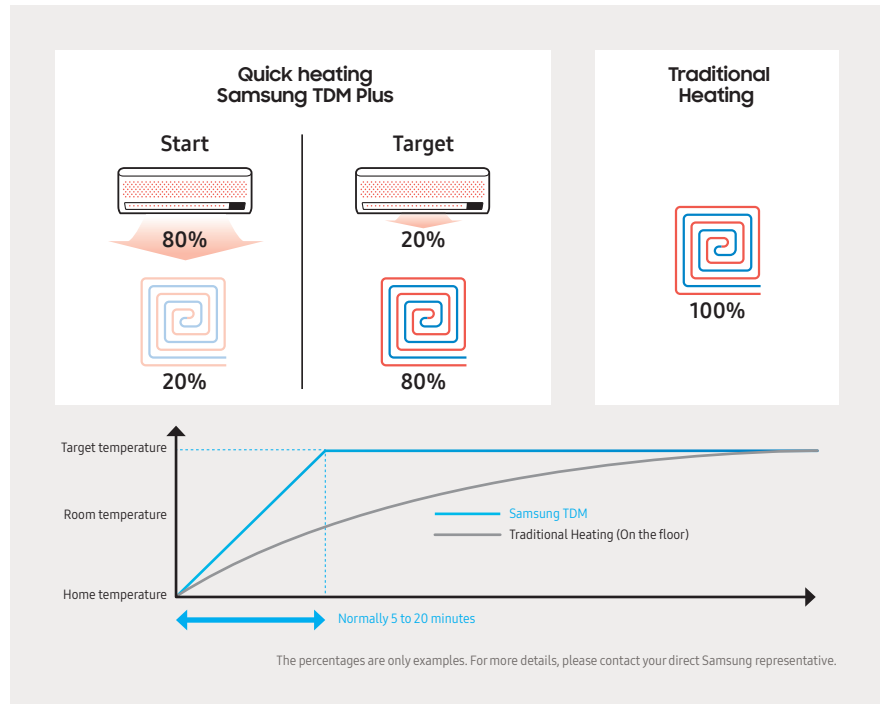 Quick heating
Samsung TDM Plus
Start
Target
80%
20%
20%
80%
Traditional
Heating
100%
Target temperature
Room temperature
Home temperature
Samsung TDM
Traditional Heating (On the floor)
Normally 5 to 20 minutes
The percentages are only examples. For more details, please contact your direct Samsung representative.